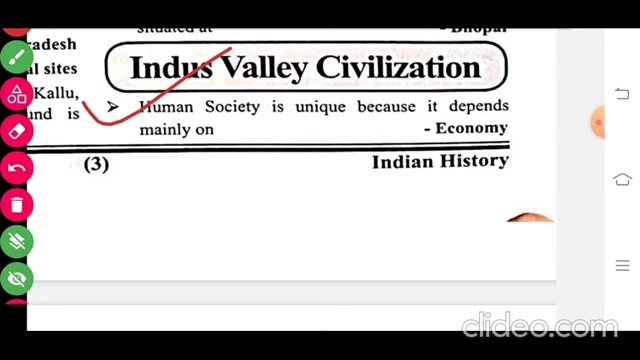 situated at - Bhopal
radesh
al sites
Kallu,
und is
Indus Valley Civilization
➤ Human Society is unique because it depends
mainly on - Economy
(3) Indian History
clideo.com